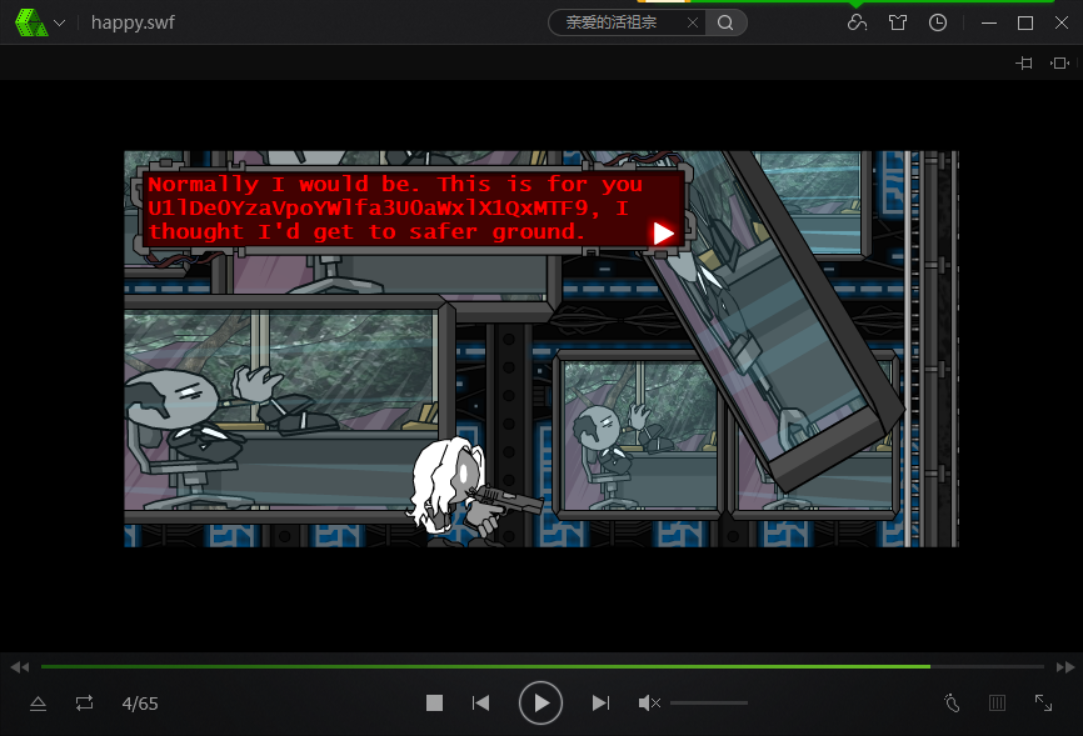 happy.swf
亲爱的活祖宗
Normally I would be. This is for you
U1lDe0YzaVpoYWlfa3U0aWxlX1QxMTF9, I
thought I'd get to safer ground.
4/65